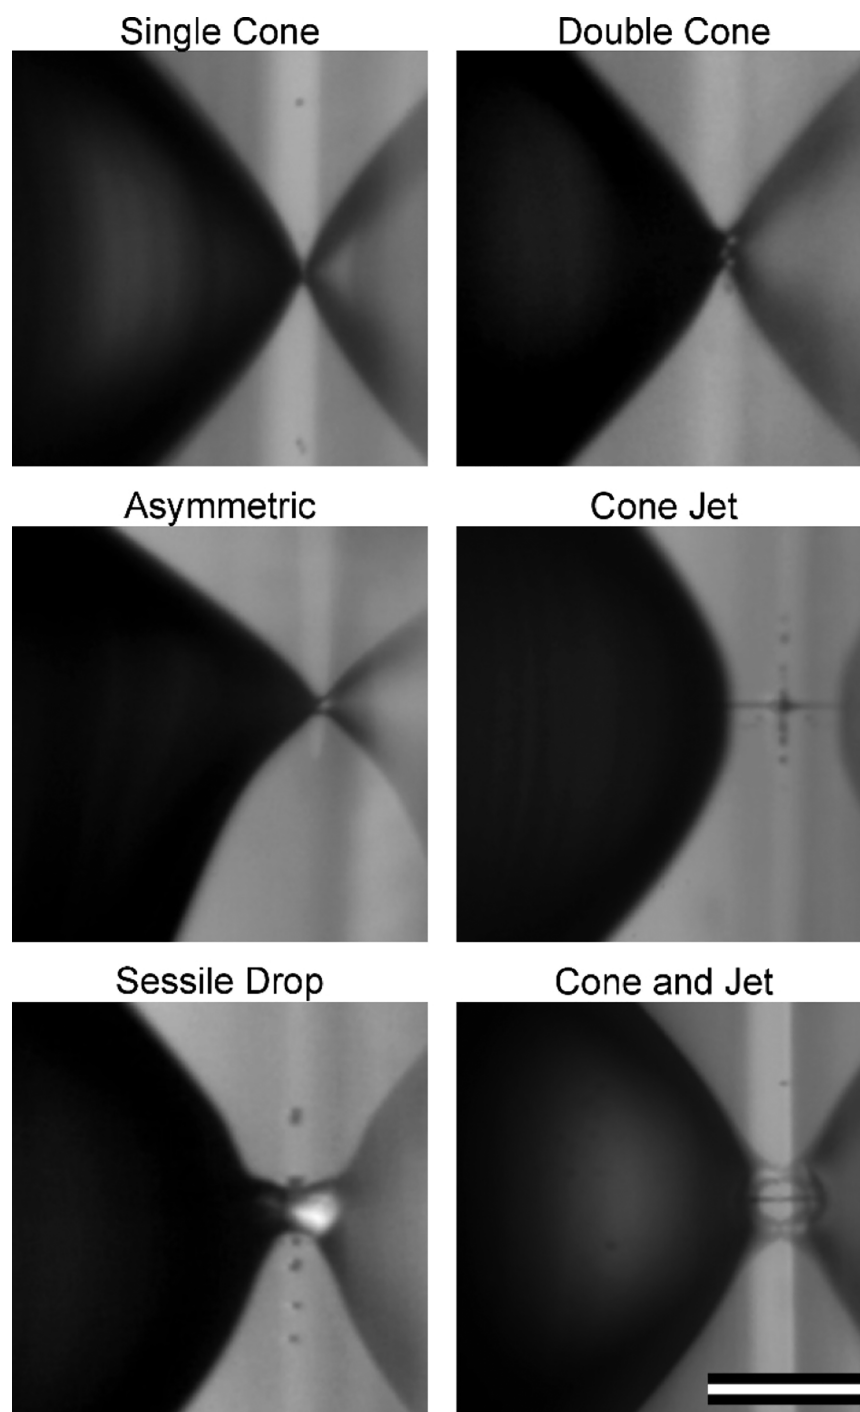 Single Cone
Double Cone
Asymmetric
Cone Jet
Sessile Drop
Cone and Jet